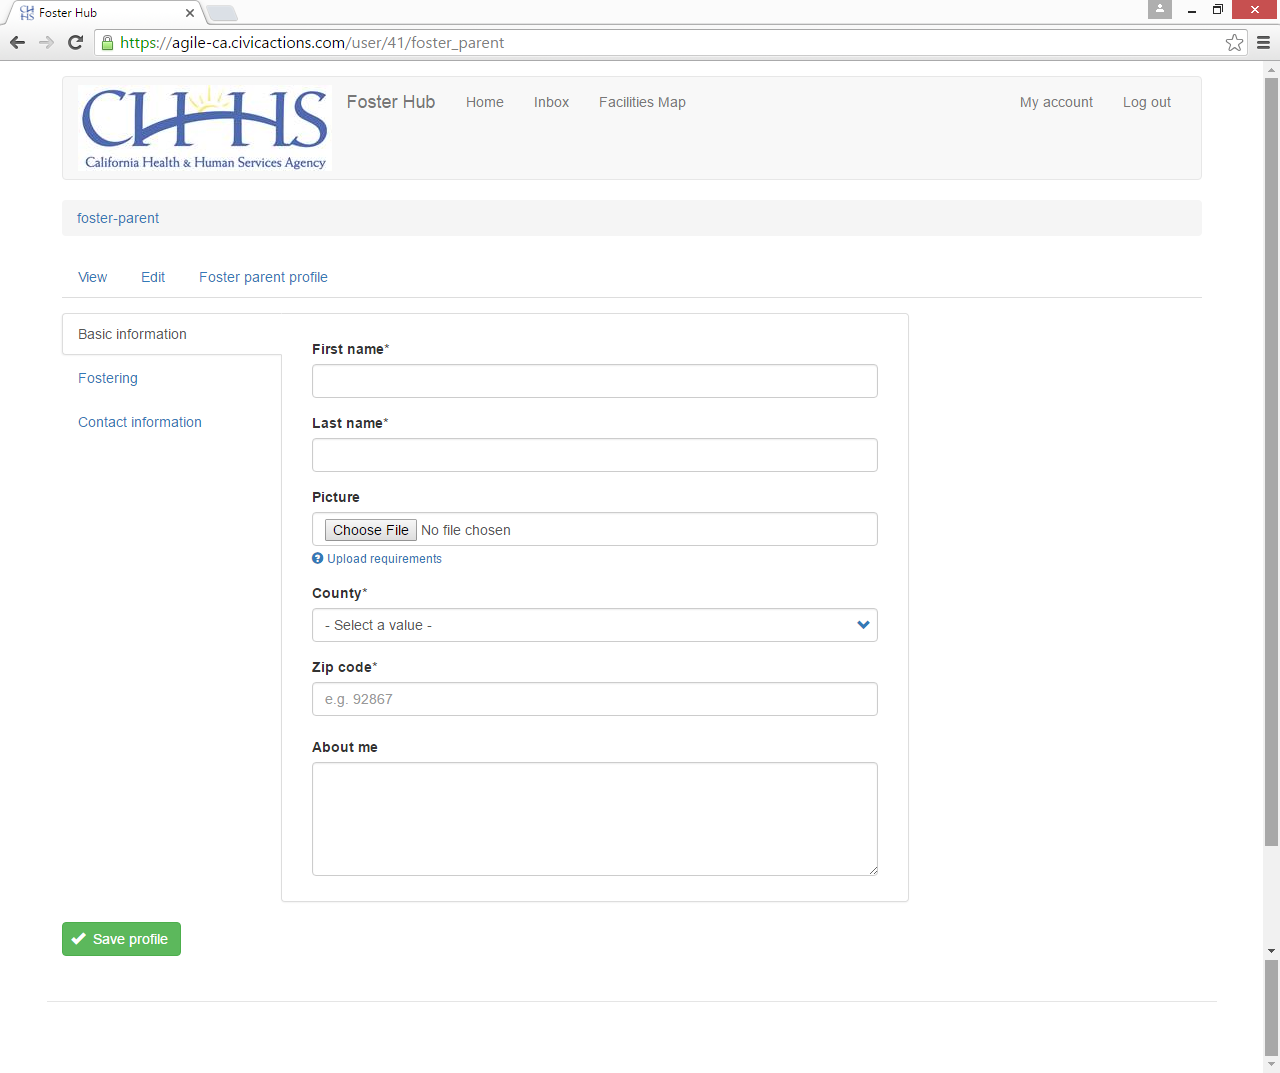 Foster Hub
https://agile-ca.civicactions.com/user/41/foster_parent
CHHS
California Health & Human Services Agency
Foster Hub Home Inbox Facilities Map My account Log out
foster-parent
View Edit Foster parent profile
Basic information
Fostering
Contact information
First name*
Last name*
Picture
Choose File No file chosen
Upload requirements
County*
- Select a value -
Zip code*
e.g. 92867
About me
Save profile